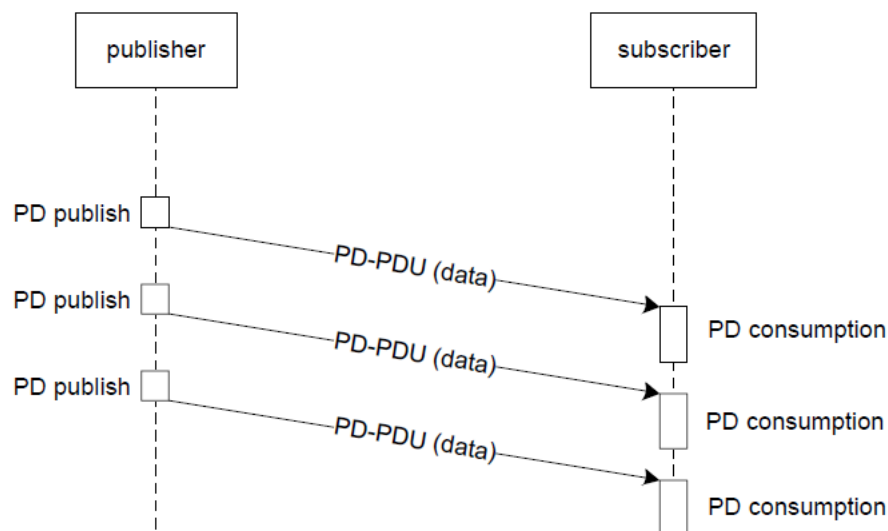 publisher
subscriber
PD publish
PD-PDU (data)
PD publish
PD consumption
PD-PDU (data)
PD publish
PD consumption
PD-PDU (data)
PD consumption